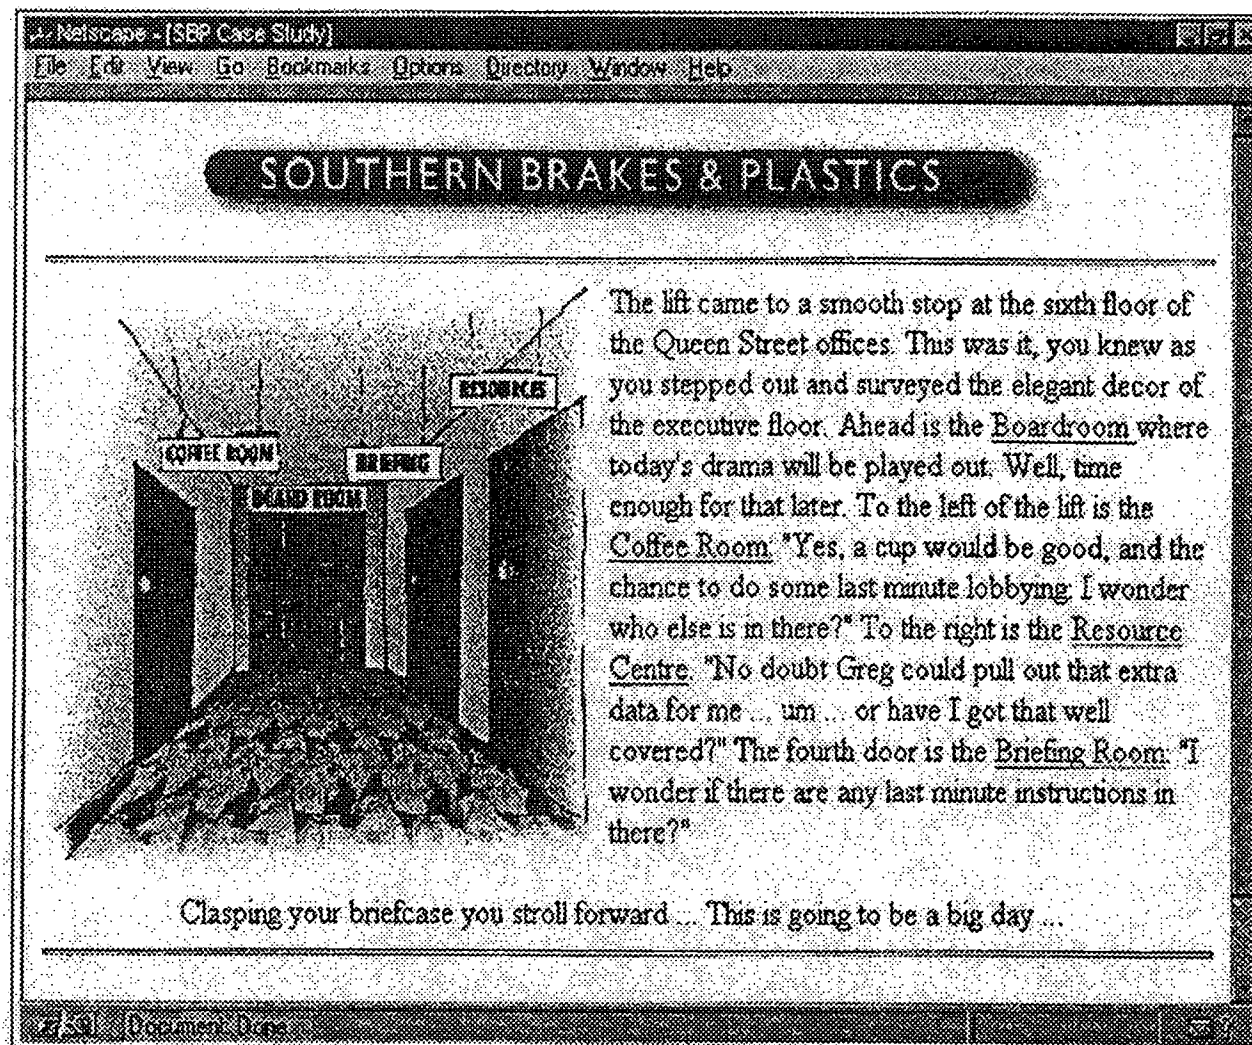 Netscape - [SBP Case Study]
File Edit View Go Bookmarks Options Directory Window Help
SOUTHERN BRAKES & PLASTICS
RESOURCES
COFFEE ROOM
BRIEFING
BOARD ROOM
The lift came to a smooth stop at the sixth floor of
the Queen Street offices. This was it, you knew as
you stepped out and surveyed the elegant decor of
the executive floor. Ahead is the Boardroom where
today's drama will be played out. Well, time
enough for that later. To the left of the lift is the
Coffee Room. "Yes, a cup would be good, and the
chance to do some last minute lobbying. I wonder
who else is in there?" To the right is the Resource
Centre. "No doubt Greg could pull out that extra
data for me ... um ... or have I got that well
covered?" The fourth door is the Briefing Room. "I
wonder if there are any last minute instructions in
there?"
Clasping your briefcase you stroll forward ... This is going to be a big day ...
Document: Done